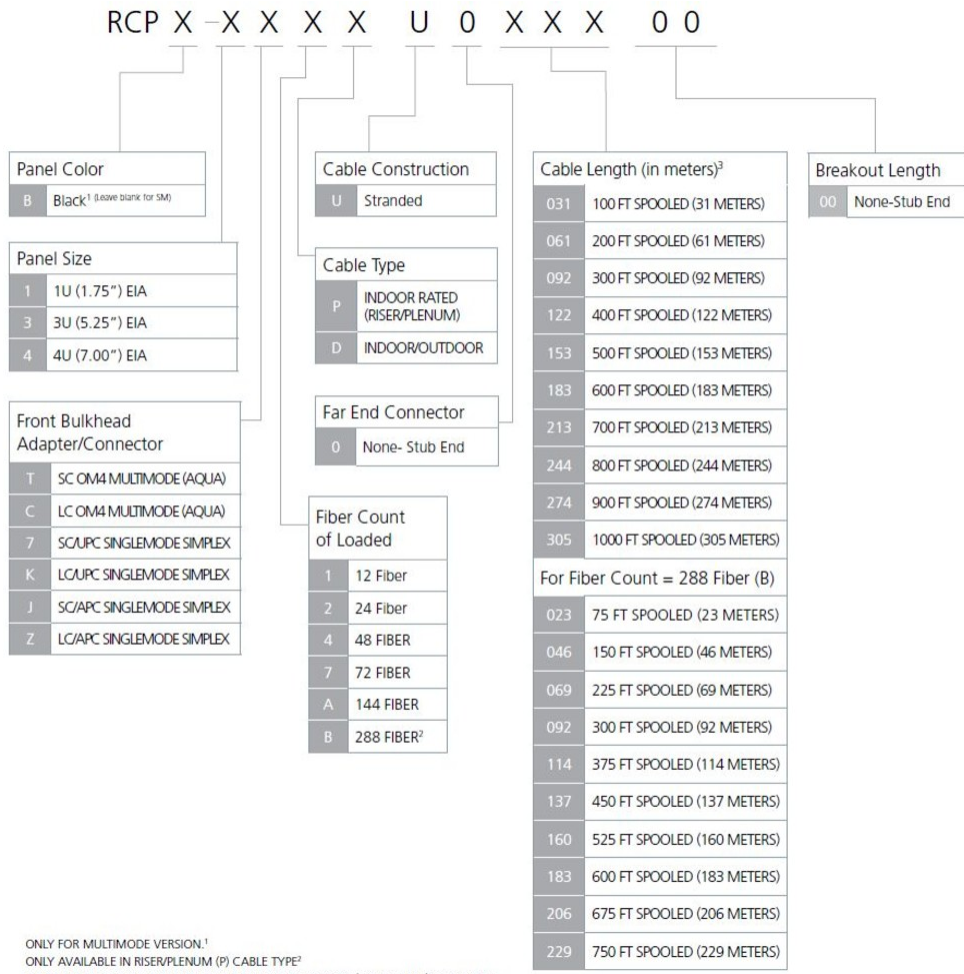 RCP X - X X X X U 0 X X X 0 0
Panel Color
B Black¹ (Leave blank for SM)
Panel Size
1 1U (1.75”) EIA
3 3U (5.25”) EIA
4 4U (7.00”) EIA
Front Bulkhead
Adapter/Connector
T SC OM4 MULTIMODE (AQUA)
C LC OM4 MULTIMODE (AQUA)
7 SC/UPC SINGLEMODE SIMPLEX
K LC/UPC SINGLEMODE SIMPLEX
J SC/APC SINGLEMODE SIMPLEX
Z LC/APC SINGLEMODE SIMPLEX
Cable Construction
U Stranded
Cable Type
P INDOOR RATED
(RISER/PLENUM)
D INDOOR/OUTDOOR
Far End Connector
0 None- Stub End
Fiber Count
of Loaded
1 12 Fiber
2 24 Fiber
4 48 FIBER
7 72 FIBER
A 144 FIBER
B 288 FIBER²
Cable Length (in meters)³
031 100 FT SPOOLED (31 METERS)
061 200 FT SPOOLED (61 METERS)
092 300 FT SPOOLED (92 METERS)
122 400 FT SPOOLED (122 METERS)
153 500 FT SPOOLED (153 METERS)
183 600 FT SPOOLED (183 METERS)
213 700 FT SPOOLED (213 METERS)
244 800 FT SPOOLED (244 METERS)
274 900 FT SPOOLED (274 METERS)
305 1000 FT SPOOLED (305 METERS)
For Fiber Count = 288 Fiber (B)
023 75 FT SPOOLED (23 METERS)
046 150 FT SPOOLED (46 METERS)
069 225 FT SPOOLED (69 METERS)
092 300 FT SPOOLED (92 METERS)
114 375 FT SPOOLED (114 METERS)
137 450 FT SPOOLED (137 METERS)
160 525 FT SPOOLED (160 METERS)
183 600 FT SPOOLED (183 METERS)
206 675 FT SPOOLED (206 METERS)
229 750 FT SPOOLED (229 METERS)
Breakout Length
00 None-Stub End
ONLY FOR MULTIMODE VERSION.¹
ONLY AVAILABLE IN RISER/PLENUM (P) CABLE TYPE²